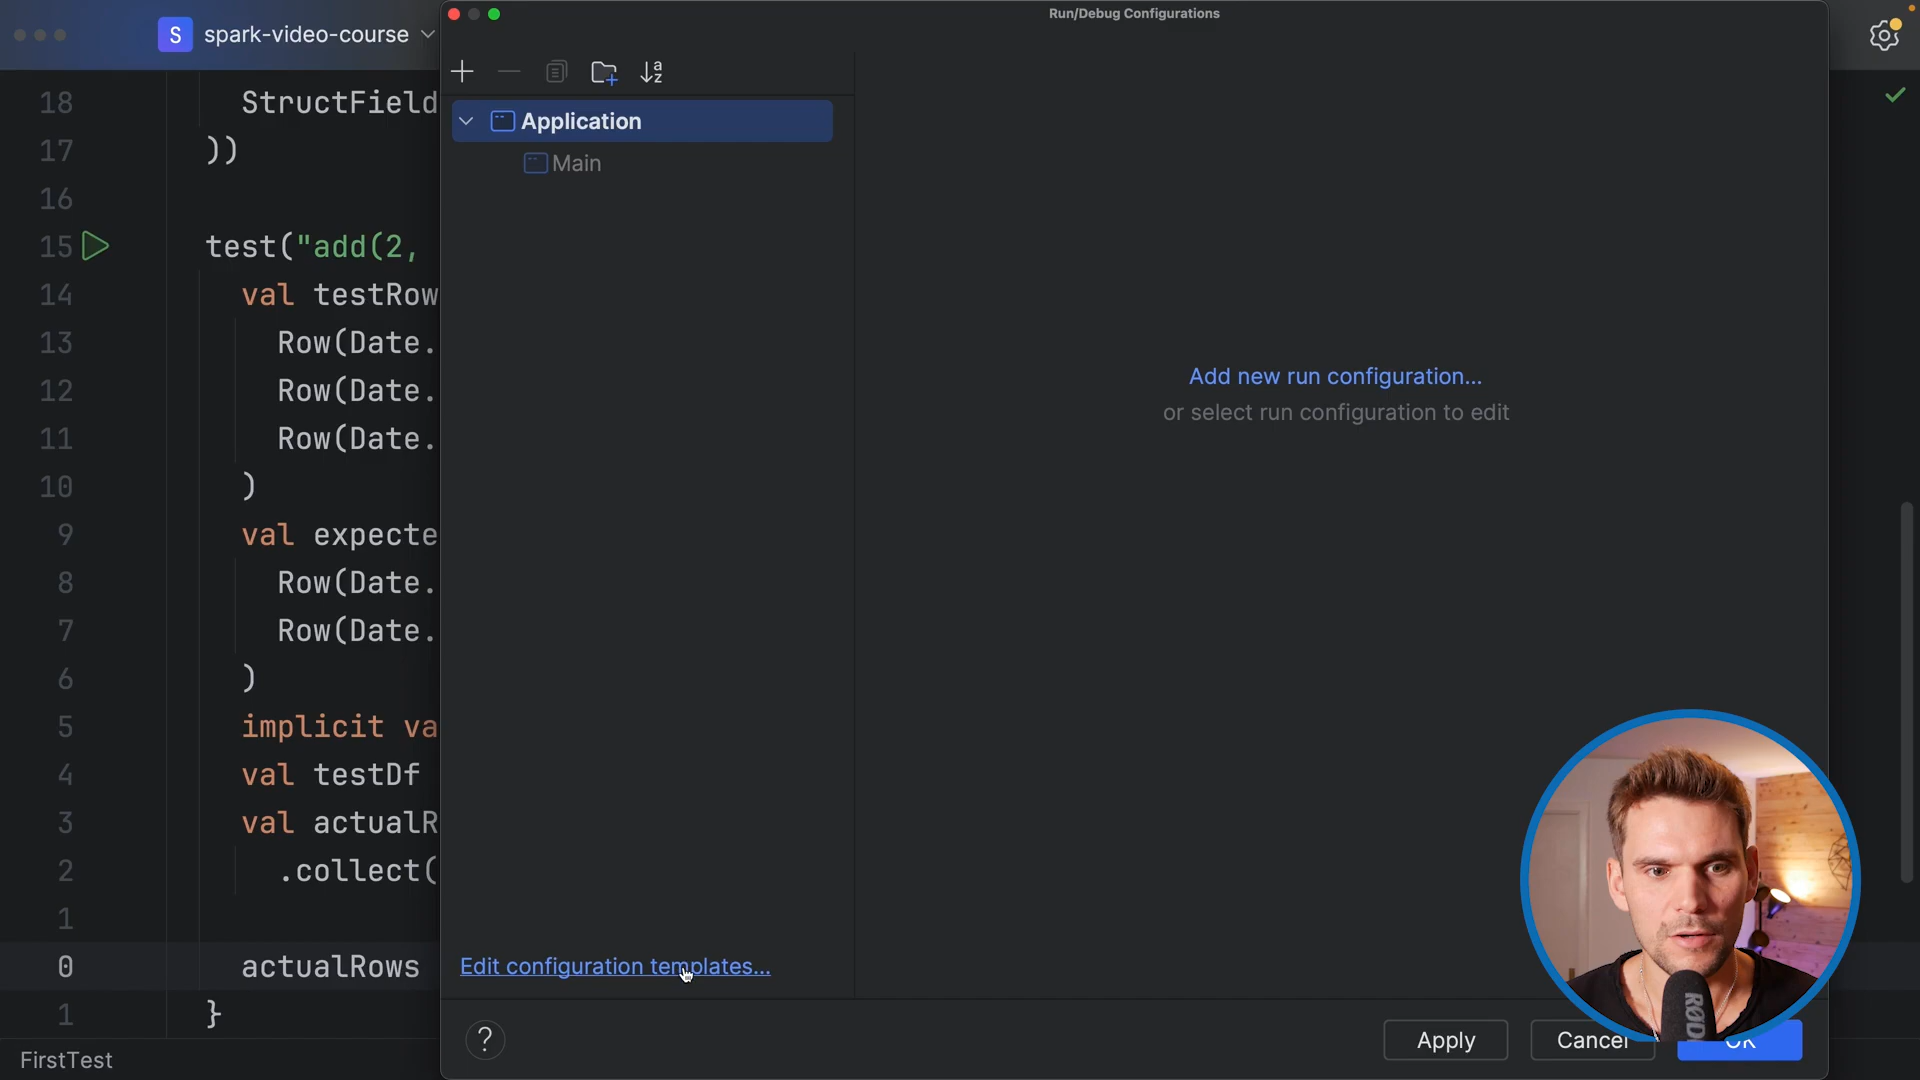 Run/Debug Configurations
S spark-video-course
18 StructField
17 ))
16
15 test("add(2,
14 val testRow
13 Row(Date.
12 Row(Date.
11 Row(Date.
10 )
9 val expecte
8 Row(Date.
7 Row(Date.
6 )
5 implicit va
4 val testDf
3 val actualR
2 .collect(
1
0 actualRows
1 }
FirstTest
Application
Main
Add new run configuration...
or select run configuration to edit
Edit configuration templates...
?
Apply
Cancel
OK
RØD